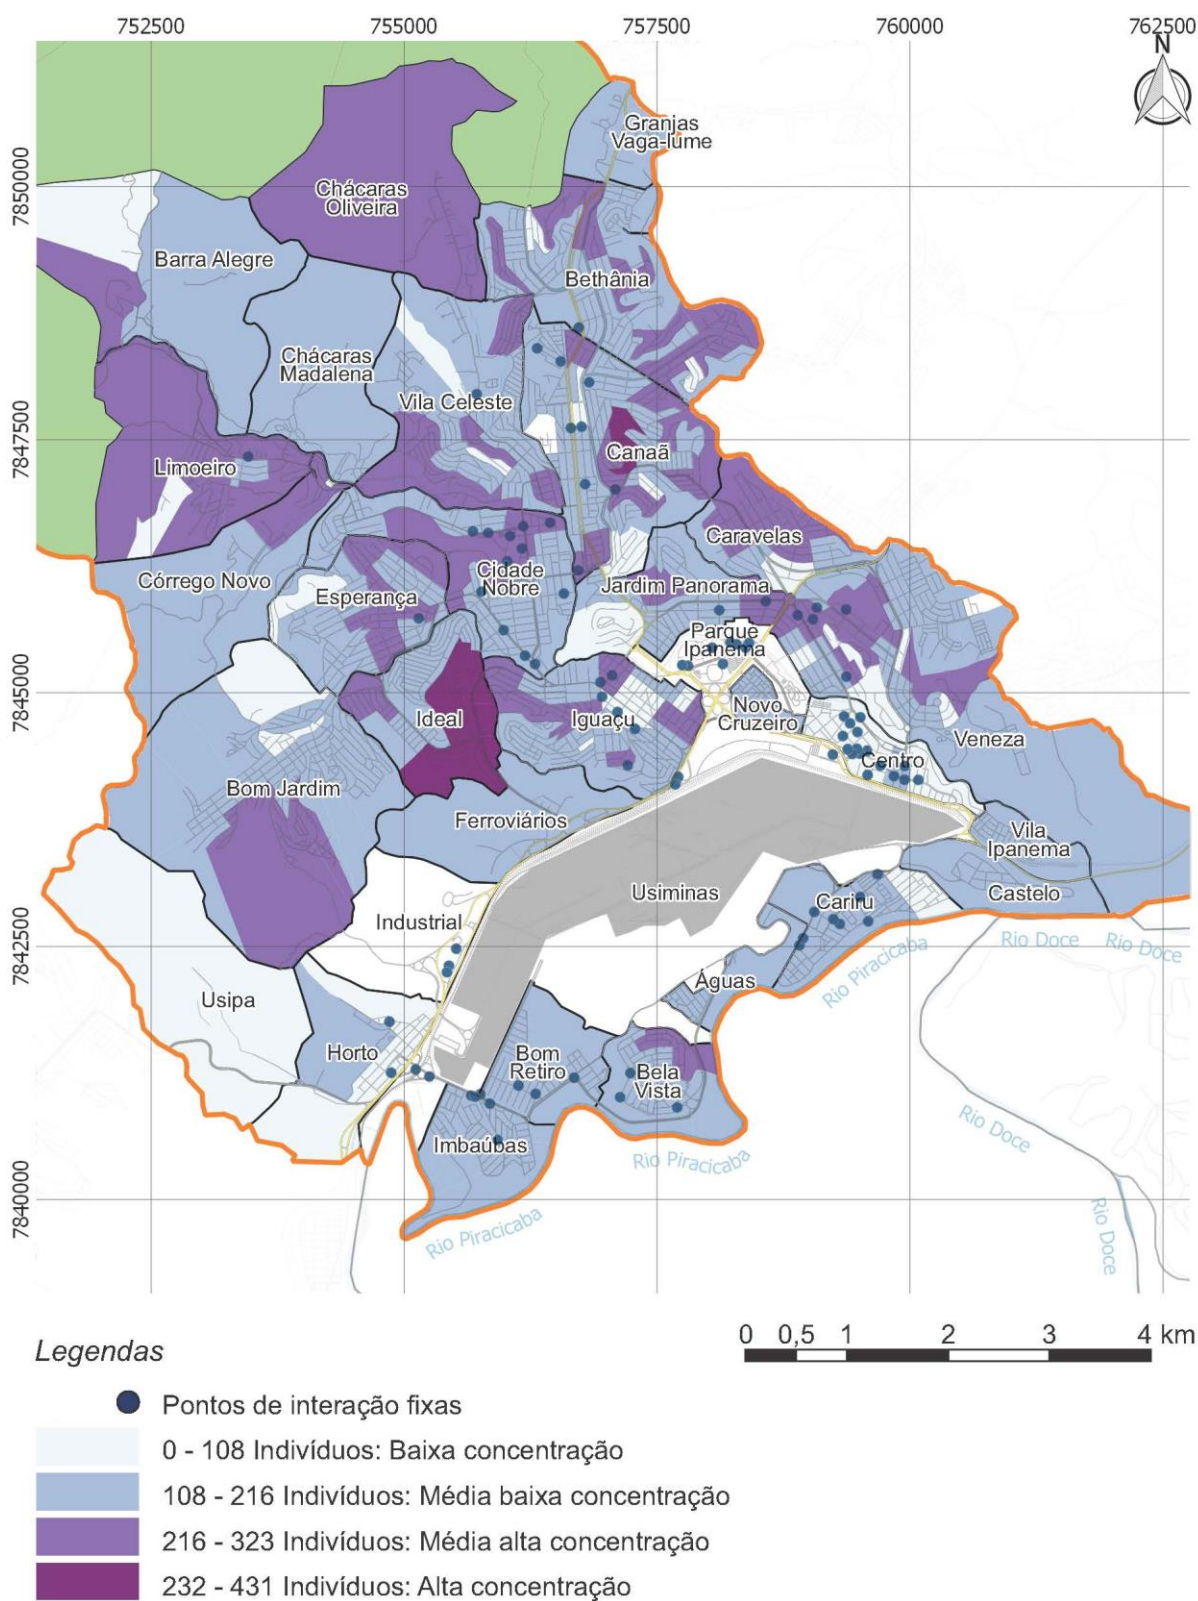 752500
755000
757500
760000
762500
N
7850000
7847500
7845000
7842500
7840000
Granjas
Vaga-lume
Chácaras
Oliveira
Barra Alegre
Bethânia
Chácaras
Madalena
Vila Celeste
Canaã
Limoeiro
Caravelas
Córrego Novo
Cidade
Nobre
Esperança
Jardim Panorama
Parque
Ipanema
Ideal
Iguaçu
Novo
Cruzeiro
Veneza
Centro
Bom Jardim
Ferroviários
Vila
Ipanema
Usiminas
Castelo
Cariru
Industrial
Rio Doce
Rio Doce
Rio Piracicaba
Águas
Usipa
Horto
Bom
Retiro
Bela
Vista
Imbaúbas
Rio Doce
Rio Piracicaba
Rio Piracicaba
Rio Doce
Legendas
0 0,5 1 2 3 4 km
Pontos de interação fixas
0 - 108 Indivíduos: Baixa concentração
108 - 216 Indivíduos: Média baixa concentração
216 - 323 Indivíduos: Média alta concentração
232 - 431 Indivíduos: Alta concentração